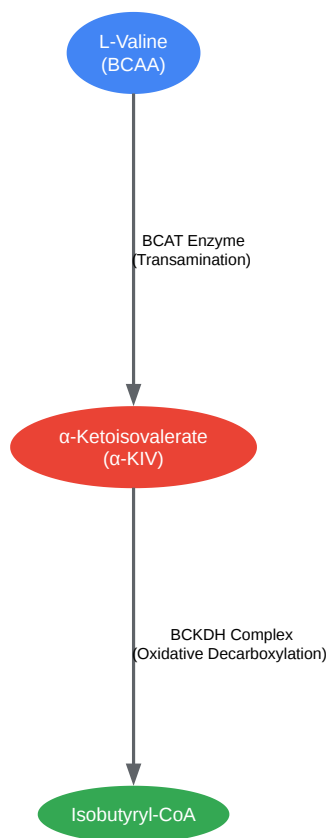 L-Valine
(BCAA)
BCAT Enzyme
(Transamination)
α-Ketoisovalerate
(α-KIV)
BCKDH Complex
(Oxidative Decarboxylation)
Isobutyryl-CoA